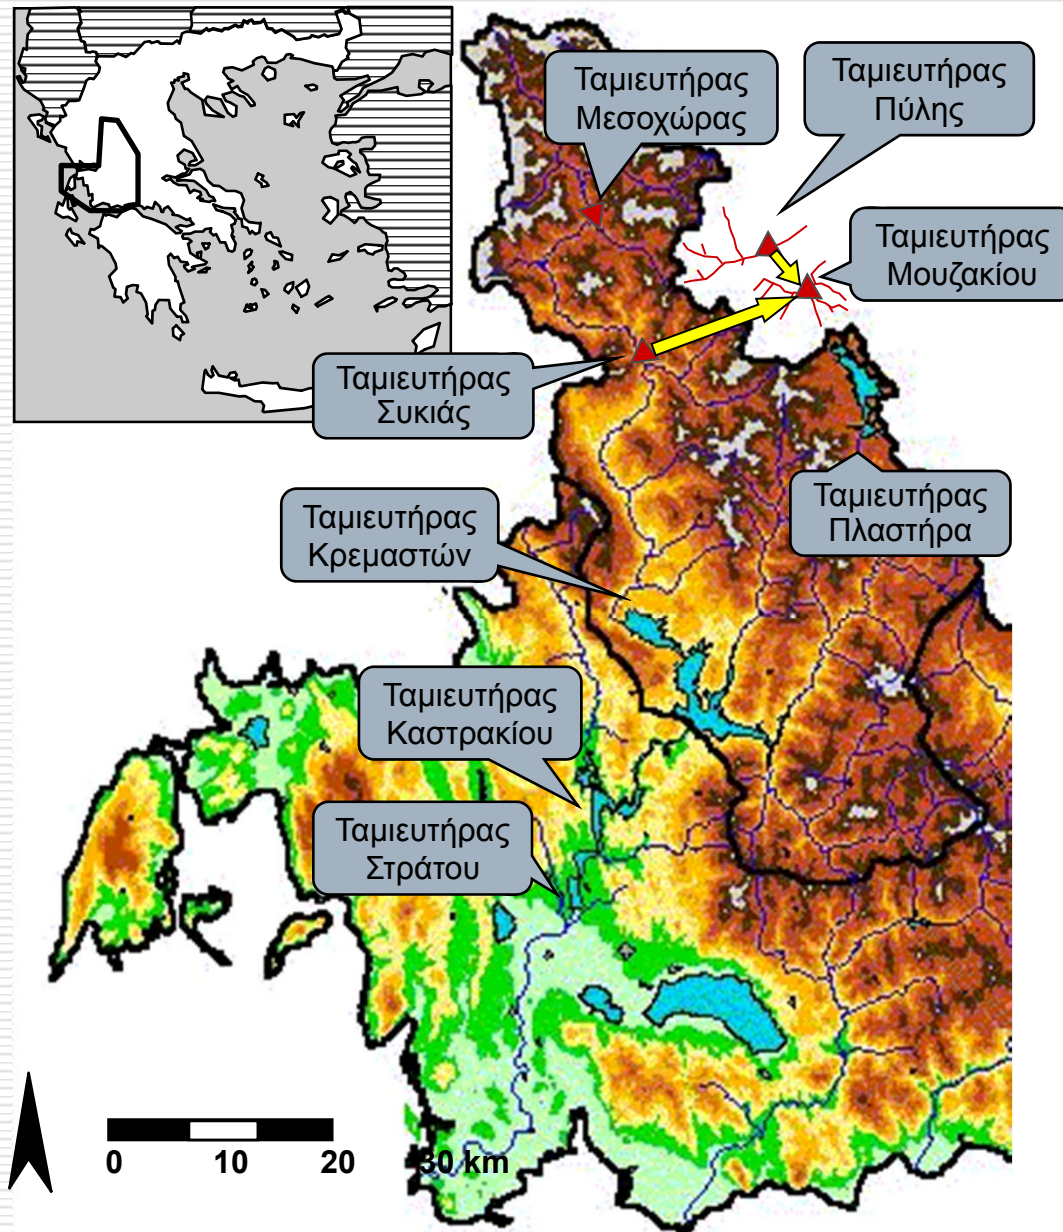 Ταμιευτήρας
Μεσοχώρας
Ταμιευτήρας
Πύλης
Ταμιευτήρας
Μουζακίου
Ταμιευτήρας
Συκιάς
Ταμιευτήρας
Πλαστήρα
Ταμιευτήρας
Κρεμαστών
Ταμιευτήρας
Καστρακίου
Ταμιευτήρας
Στράτου
0 10 20 30 km